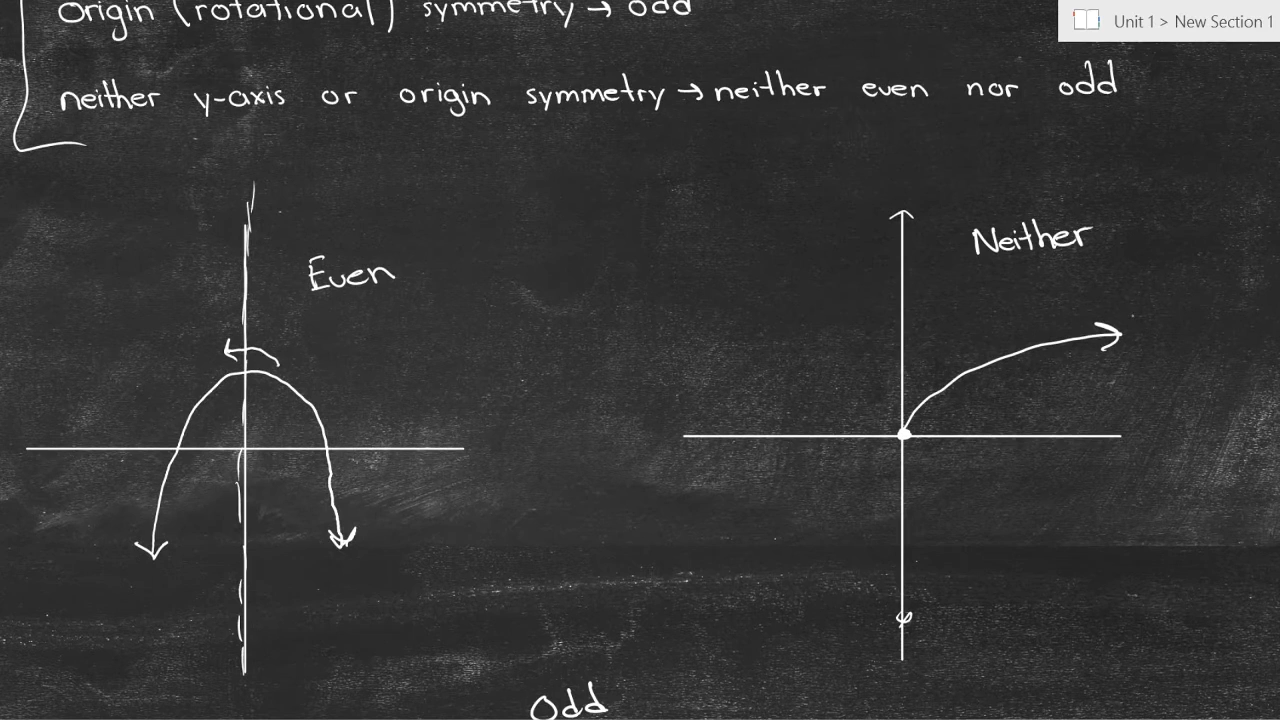 Origin (rotational) symmetry → odd
Unit 1 > New Section 1
neither y-axis or origin symmetry → neither even nor odd
Even
Neither
Odd